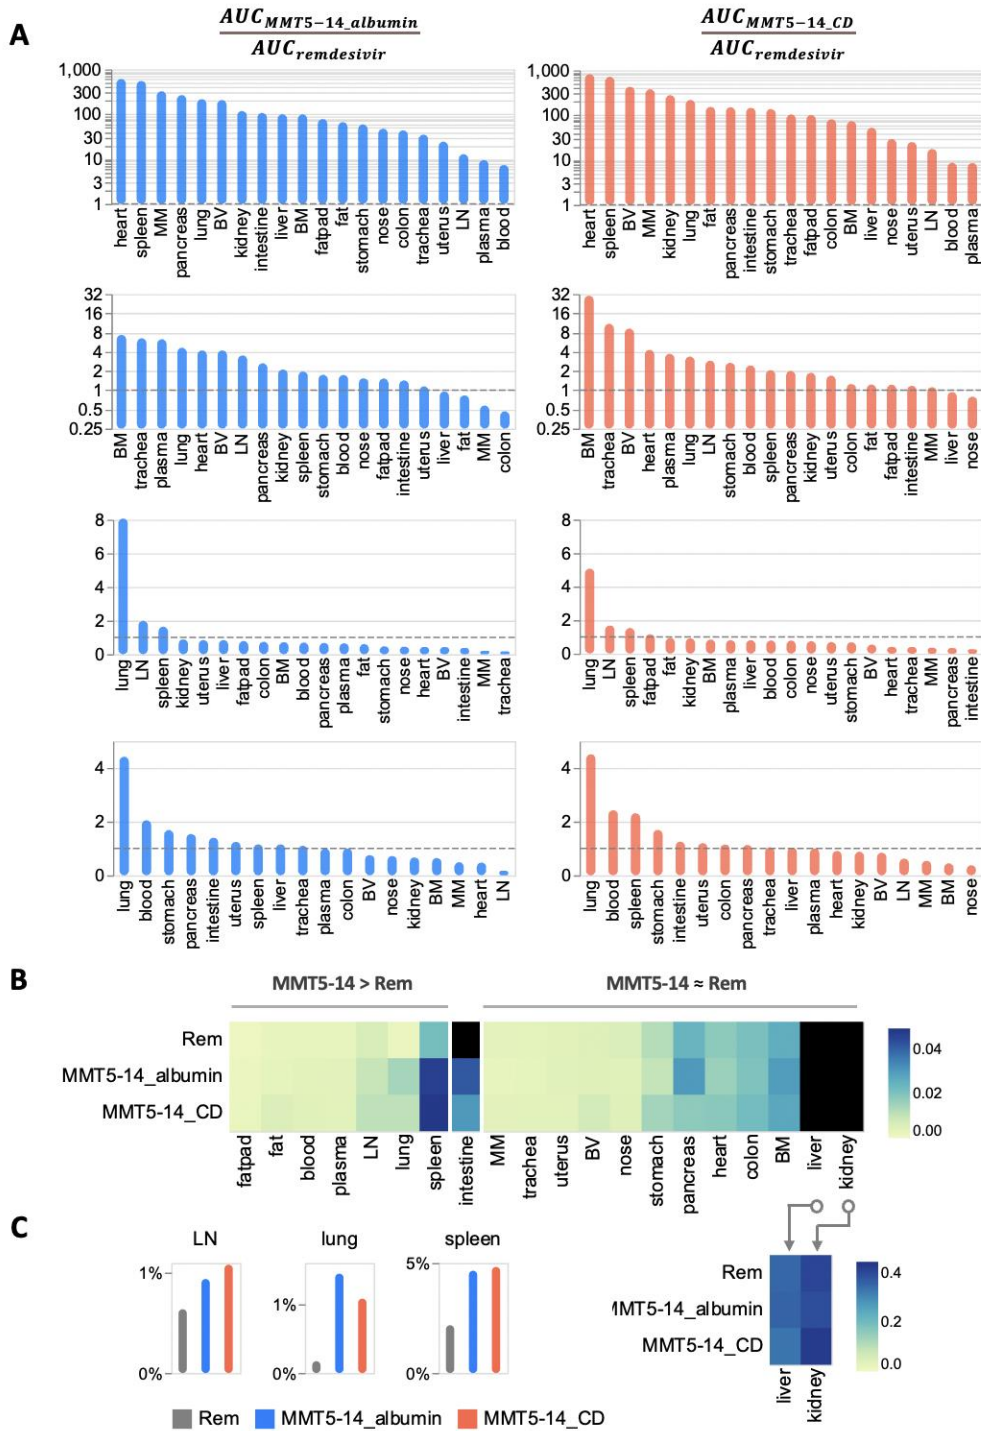 A
AUC MMT5−14_albumin
AUC remdesivir
AUC MMT5−14_CD
AUC remdesivir
1,000
300
100
30
10
3
1
heart spleen MM pancreas lung BV kidney intestine liver BM fatpad fat stomach nose colon trachea uterus LN plasma blood
1,000
300
100
30
10
3
1
heart spleen BV MM kidney lung fat pancreas intestine stomach trachea fatpad colon BM liver nose uterus LN blood plasma
32
16
8
4
2
1
0.5
0.25
BM trachea plasma lung heart BV LN pancreas kidney spleen stomach blood nose fatpad intestine uterus liver fat MM colon
32
16
8
4
2
1
0.5
0.25
BM trachea BV heart plasma lung LN stomach blood spleen pancreas kidney uterus colon fat fatpad intestine MM liver nose
8
6
4
2
0
lung LN spleen kidney uterus liver fatpad colon BM blood pancreas plasma fat stomach nose heart BV intestine MM trachea
8
6
4
2
0
lung LN spleen fatpad fat kidney BM plasma liver blood colon nose uterus stomach BV heart trachea MM pancreas intestine
4
2
0
lung blood stomach pancreas intestine uterus spleen liver trachea plasma colon BV nose kidney BM MM heart LN
4
2
0
lung blood spleen stomach intestine uterus colon pancreas trachea liver plasma heart kidney BV LN MM BM nose
B
MMT5-14 > Rem
MMT5-14 ≈ Rem
Rem
MMT5-14_albumin
MMT5-14_CD
fatpad fat blood plasma LN lung spleen intestine MM trachea uterus BV nose stomach pancreas heart colon BM liver kidney
0.04
0.02
0.00
Rem
MMT5-14_albumin
MMT5-14_CD
liver kidney
0.4
0.2
0.0
C
LN
1%
0%
lung
1%
0%
spleen
5%
0%
Rem MMT5-14_albumin MMT5-14_CD